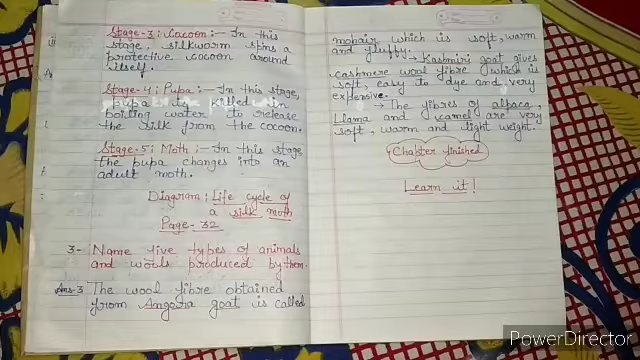 Stage-3: Cacoon:- In this
stage, silkworm spins a
protective cocoon around
itself.
Stage-4: Pupa:- In this stage,
pupa is killed in
boiling water to release
the silk from the cocoon.
Stage-5: Moth:- In this stage
the pupa changes into an
adult moth.
Diagram: Life cycle of
a silk moth
Page-32
3- Name five types of animals
and wools produced by them.
Ans-3 The wool fibre obtained
from Angora goat is called
mohair which is soft, warm
and fluffy.
→ Kashmiri goat gives
cashmere wool fibre which is
soft, easy to dye and very
expensive.
→ The fibres of alpaca,
Llama and camel are very
soft, warm and light weight.
Chapter finished
Learn it!
PowerDirector